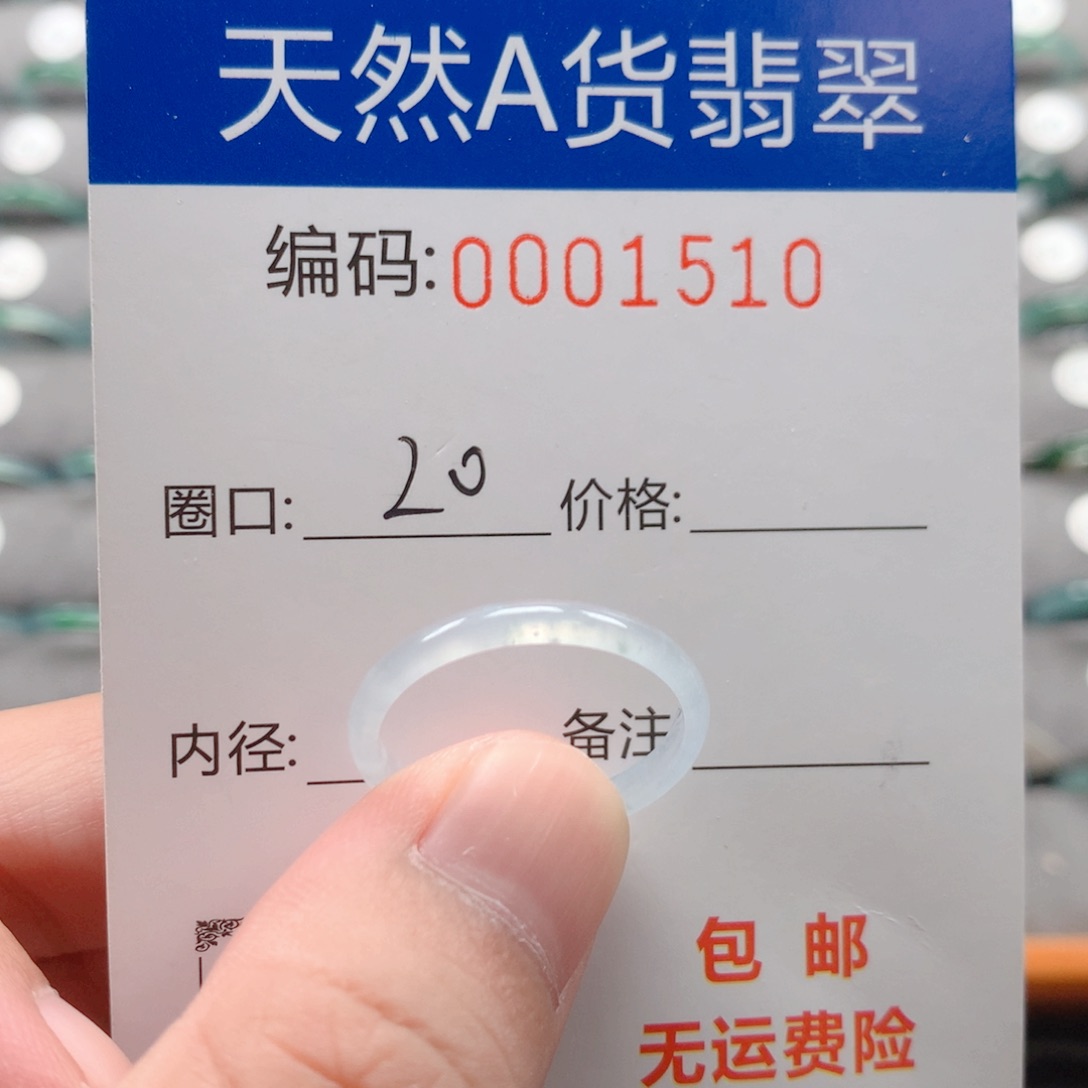 天然A货翡翠
编码:0001510
圈口: 20 价格:
内径: 备注
包 邮
无运费险